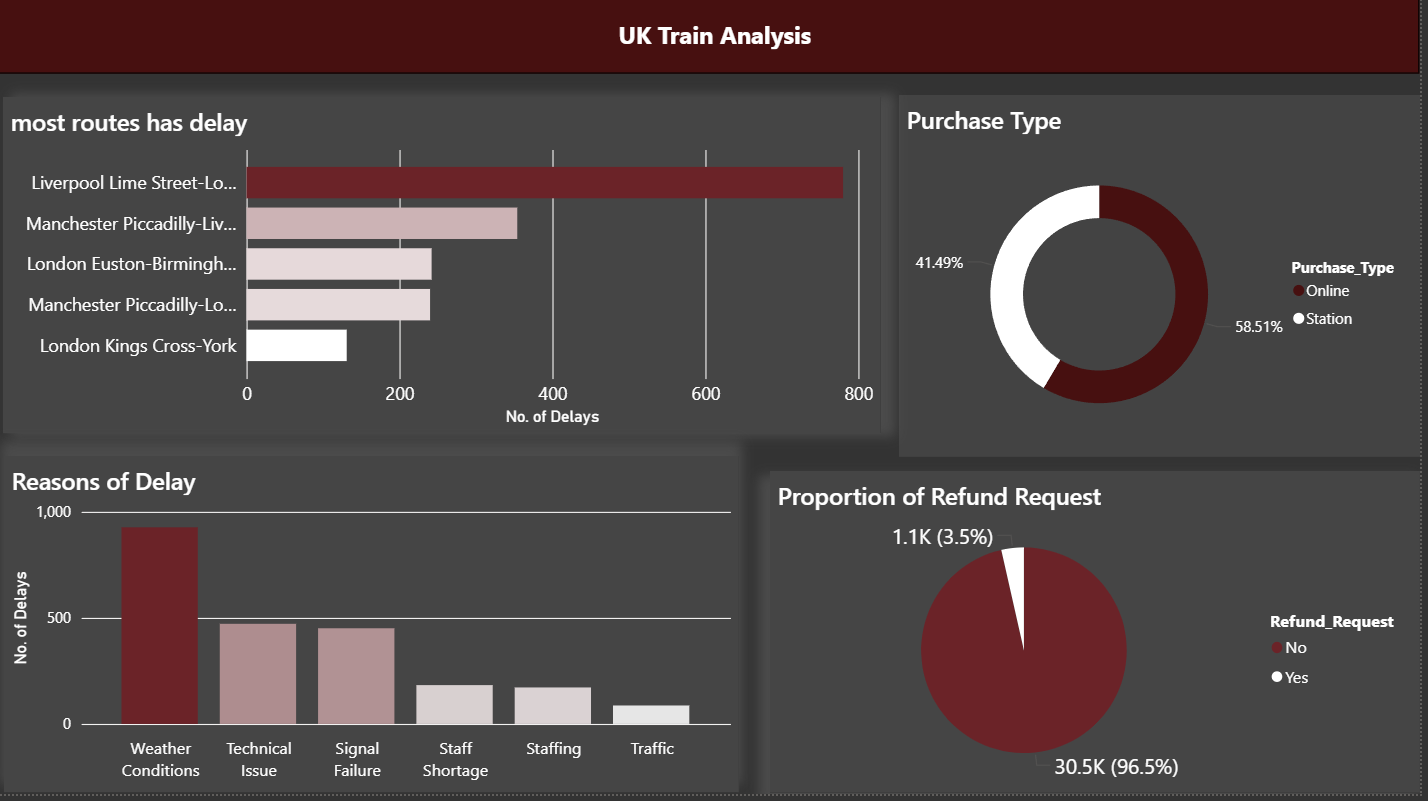 UK Train Analysis
most routes has delay
Liverpool Lime Street-Lo...
Manchester Piccadilly-Liv...
London Euston-Birmingh...
Manchester Piccadilly-Lo...
London Kings Cross-York
0 200 400 600 800
No. of Delays
Purchase Type
41.49%
58.51%
Purchase_Type
Online
Station
Reasons of Delay
No. of Delays
1,000
500
0
Weather
Conditions
Technical
Issue
Signal
Failure
Staff
Shortage
Staffing
Traffic
Proportion of Refund Request
1.1K (3.5%)
30.5K (96.5%)
Refund_Request
No
Yes